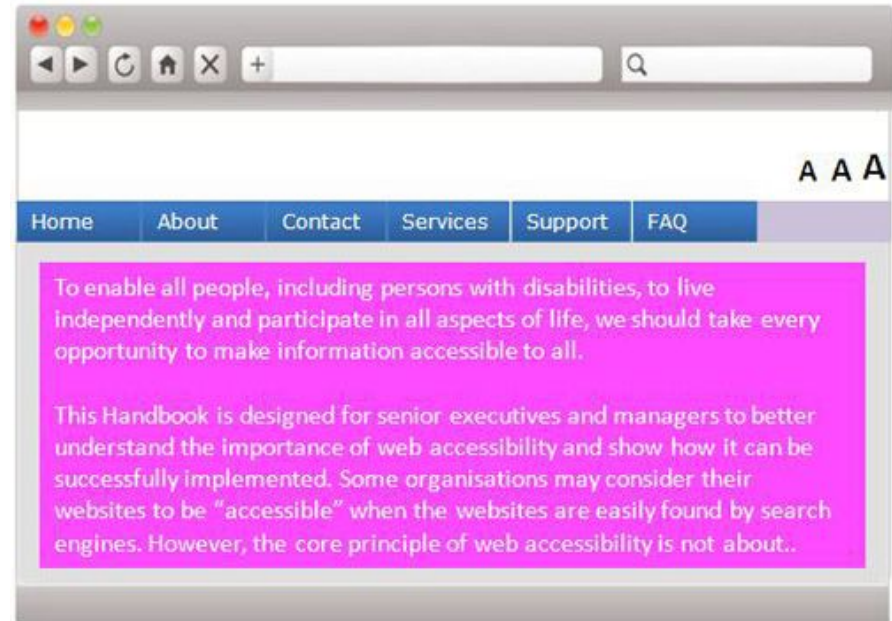 A A A
Home About Contact Services Support FAQ
To enable all people, including persons with disabilities, to live
independently and participate in all aspects of life, we should take every
opportunity to make information accessible to all.
This Handbook is designed for senior executives and managers to better
understand the importance of web accessibility and show how it can be
successfully implemented. Some organisations may consider their
websites to be “accessible” when the websites are easily found by search
engines. However, the core principle of web accessibility is not about..